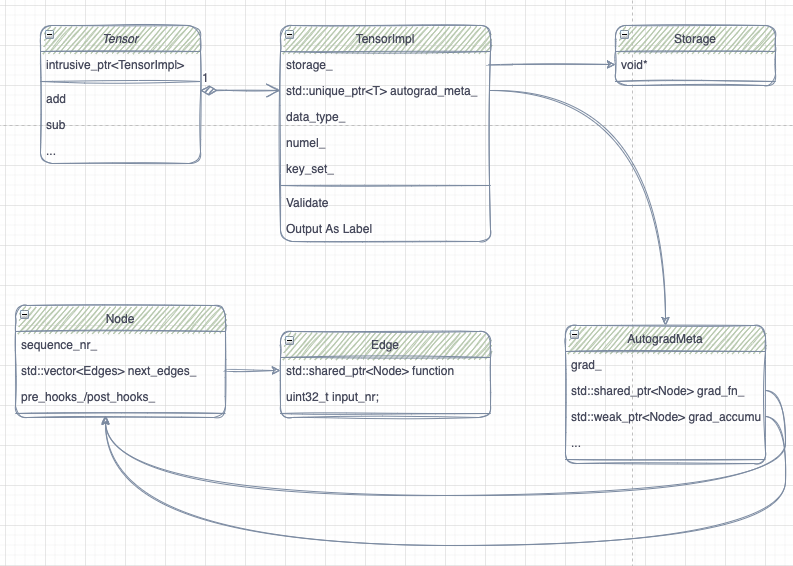 Tensor
intrusive_ptr<TensorImpl>
add
sub
...
1
TensorImpl
storage_
std::unique_ptr<T> autograd_meta_
data_type_
numel_
key_set_
Validate
Output As Label
Storage
void*
Node
sequence_nr_
std::vector<Edges> next_edges_
pre_hooks_/post_hooks_
Edge
std::shared_ptr<Node> function
uint32_t input_nr;
AutogradMeta
grad_
std::shared_ptr<Node> grad_fn_
std::weak_ptr<Node> grad_accumu
...